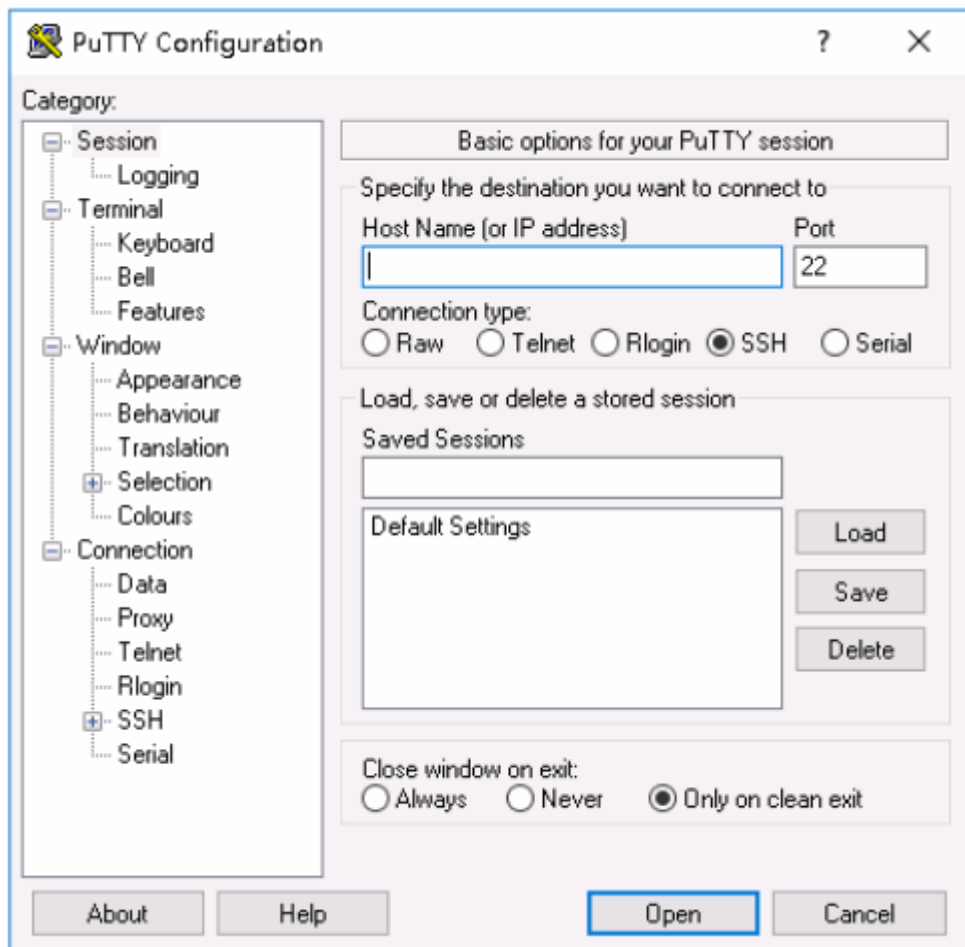 PuTTY Configuration
Category:
Session
Logging
Terminal
Keyboard
Bell
Features
Window
Appearance
Behaviour
Translation
Selection
Colours
Connection
Data
Proxy
Telnet
Rlogin
SSH
Serial
Basic options for your PuTTY session
Specify the destination you want to connect to
Host Name (or IP address) Port
22
Connection type:
Raw Telnet Rlogin SSH Serial
Load, save or delete a stored session
Saved Sessions
Default Settings
Load
Save
Delete
Close window on exit:
Always Never Only on clean exit
About Help Open Cancel